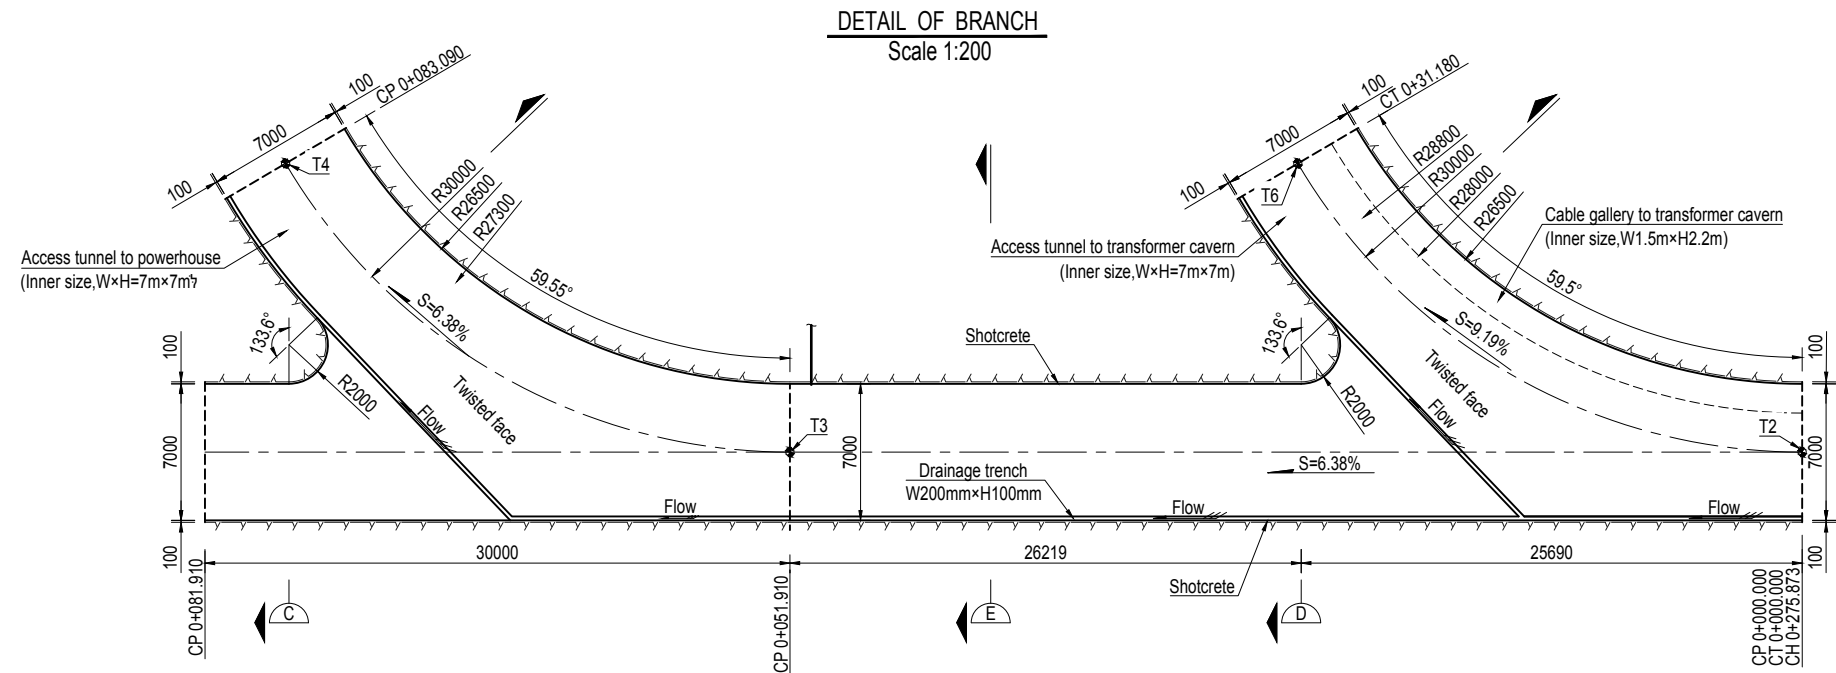 DETAIL OF BRANCH
Scale 1:200
100
7000
100
CP 0+083.090
T4
R30000
R26500
R27300
59.55°
Access tunnel to powerhouse
(Inner size,W×H=7m×7m
S=6.38%
133.6°
R2000
Twisted face
Flow
100
7000
100
T3
7000
Shotcrete
Drainage trench
W200mm×H100mm
Flow
Flow
S=6.38%
100
7000
100
CT 0+31.180
T6
R28800
R30000
R28000
R26500
59.5°
Access tunnel to transformer cavern
(Inner size,W×H=7m×7m)
Cable gallery to transformer cavern
(Inner size,W1.5m×H2.2m)
S=9.19%
133.6°
R2000
Twisted face
Flow
T2
100
7000
100
Flow
30000
26219
25690
Shotcrete
CP 0+081.910
C
CP 0+051.910
E
D
CP 0+000.000
CT 0+000.000
CH 0+275.873